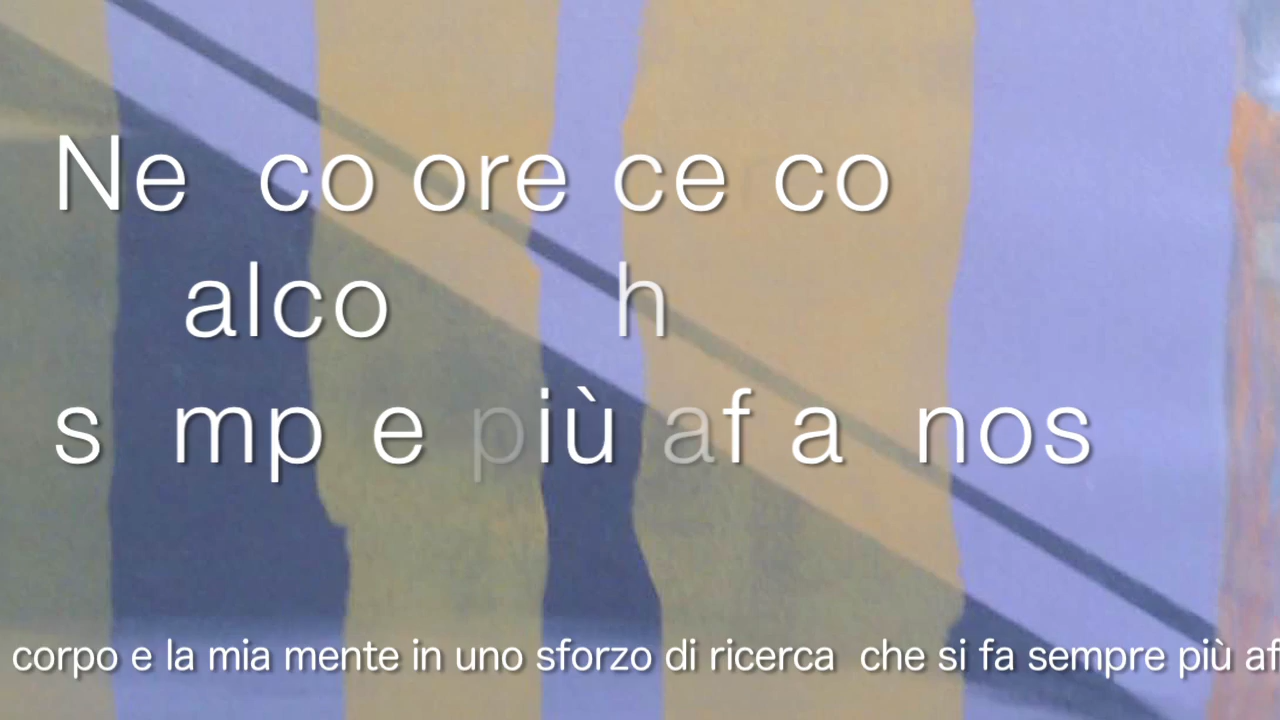 Ne co ore ce co
alco h
s mp e più af a nos
corpo e la mia mente in uno sforzo di ricerca che si fa sempre più af